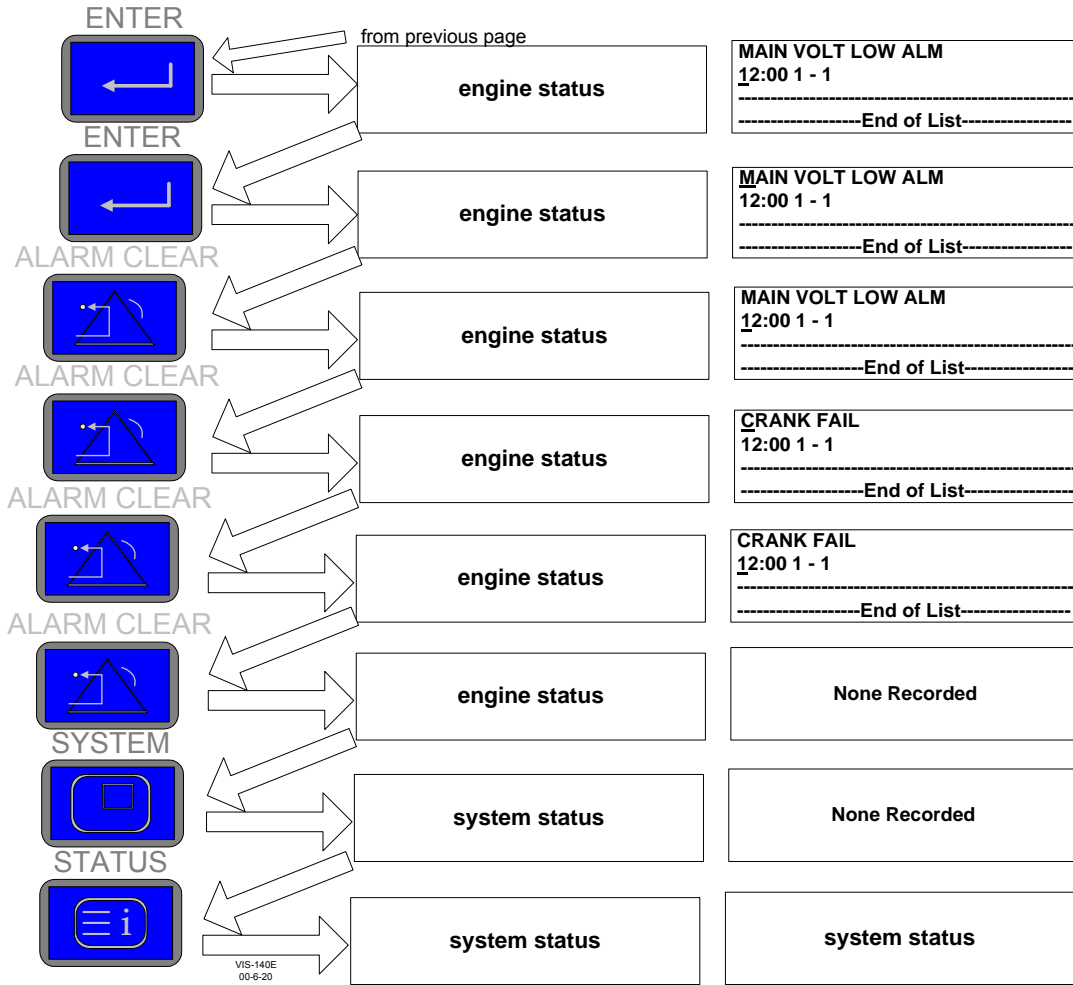 ENTER
from previous page
engine status
MAIN VOLT LOW ALM
12:00 1 - 1
-----------------------------------------------------
-------------------End of List-----------------
ENTER
engine status
MAIN VOLT LOW ALM
12:00 1 - 1
-----------------------------------------------------
-------------------End of List-----------------
ALARM CLEAR
engine status
MAIN VOLT LOW ALM
12:00 1 - 1
-----------------------------------------------------
-------------------End of List-----------------
ALARM CLEAR
engine status
CRANK FAIL
12:00 1 - 1
-----------------------------------------------------
-------------------End of List-----------------
ALARM CLEAR
engine status
CRANK FAIL
12:00 1 - 1
-----------------------------------------------------
-------------------End of List-----------------
ALARM CLEAR
engine status
None Recorded
SYSTEM
system status
None Recorded
STATUS
i
system status
system status
VIS-140E
00-6-20